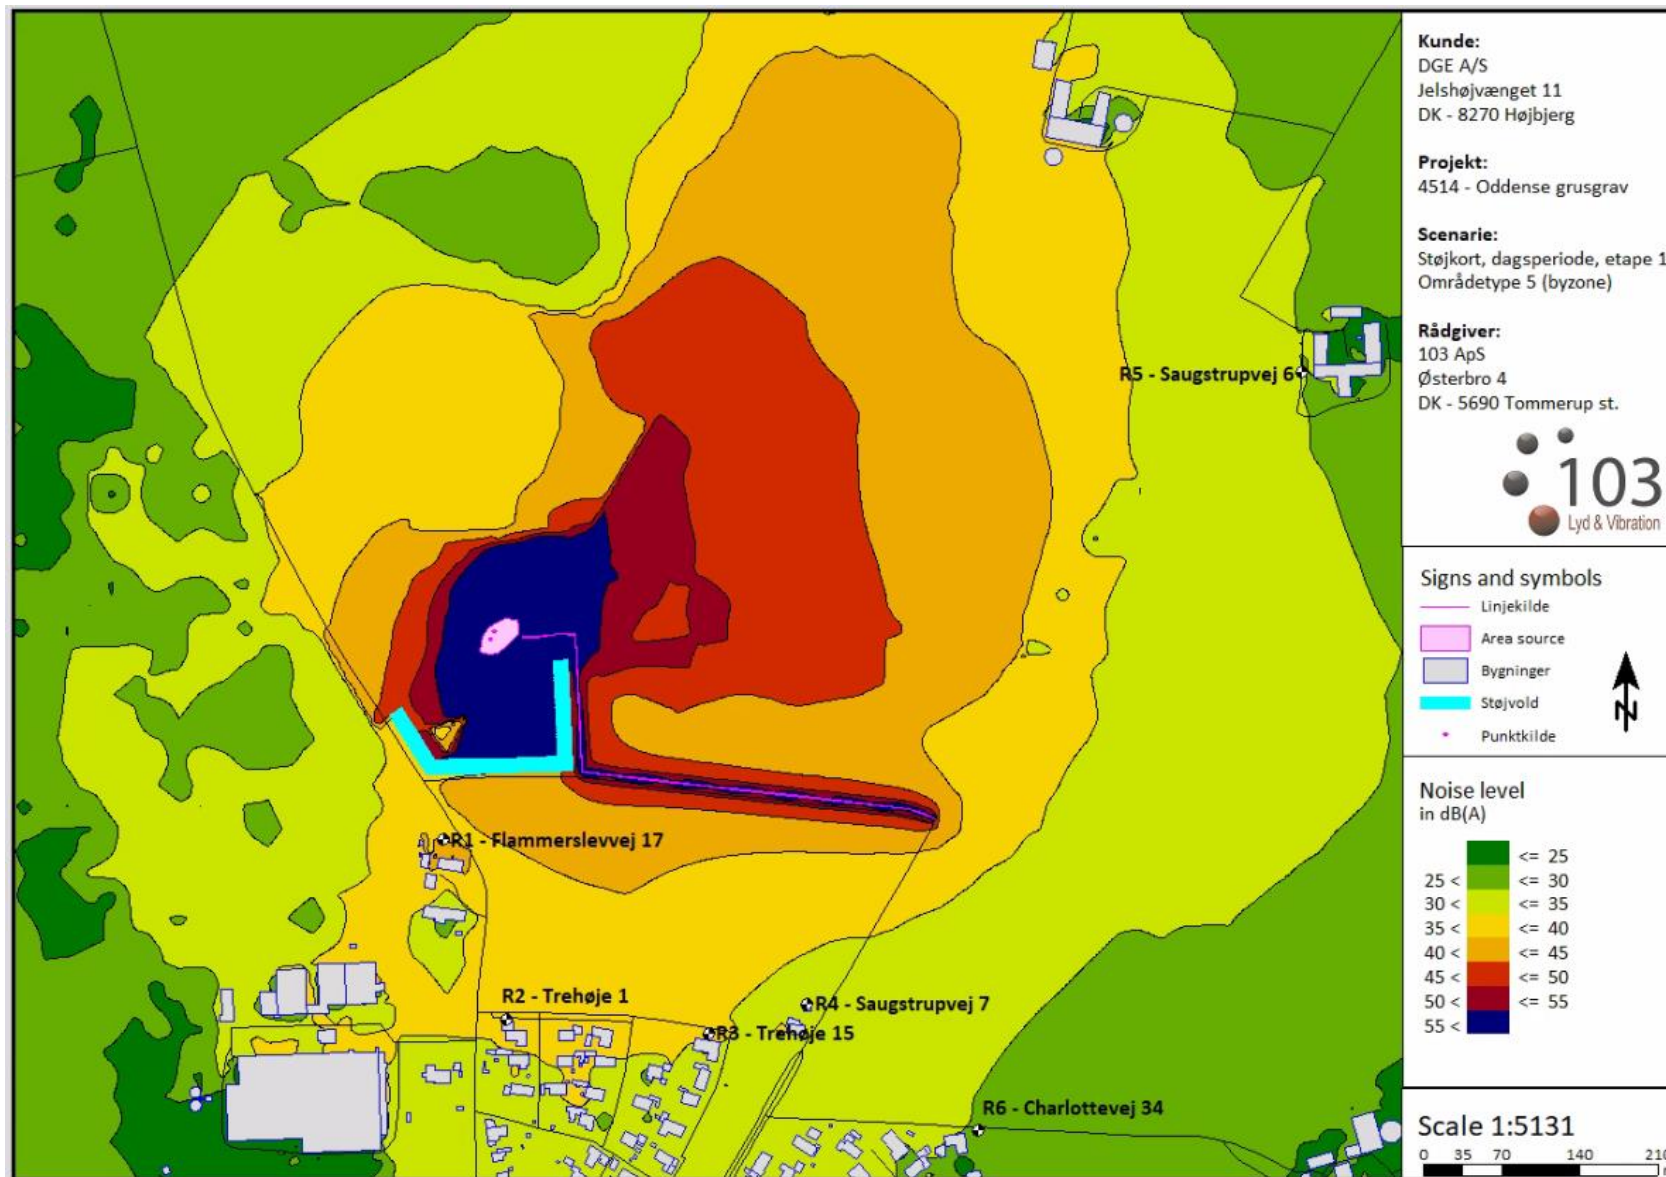 R5 - Saugstrupvej 6
R1 - Flammerslevvej 17
R2 - Trehøje 1
R4 - Saugstrupvej 7
R3 - Trehøje 15
R6 - Charlottevej 34
Kunde:
DGE A/S
Jelshøjvænget 11
DK - 8270 Højbjerg
Projekt:
4514 - Oddense grusgrav
Scenarie:
Støjkort, dagsperiode, etape 1
Områdetype 5 (byzone)
Rådgiver:
103 ApS
Østerbro 4
DK - 5690 Tommerup st.
103
Lyd & Vibration
Signs and symbols
Linjekilde
Area source
Bygninger
Støjvold
Punktkilde
N
Noise level
in dB(A)
<= 25
25 < <= 30
30 < <= 35
35 < <= 40
40 < <= 45
45 < <= 50
50 < <= 55
55 <
Scale 1:5131
0 35 70 140 210